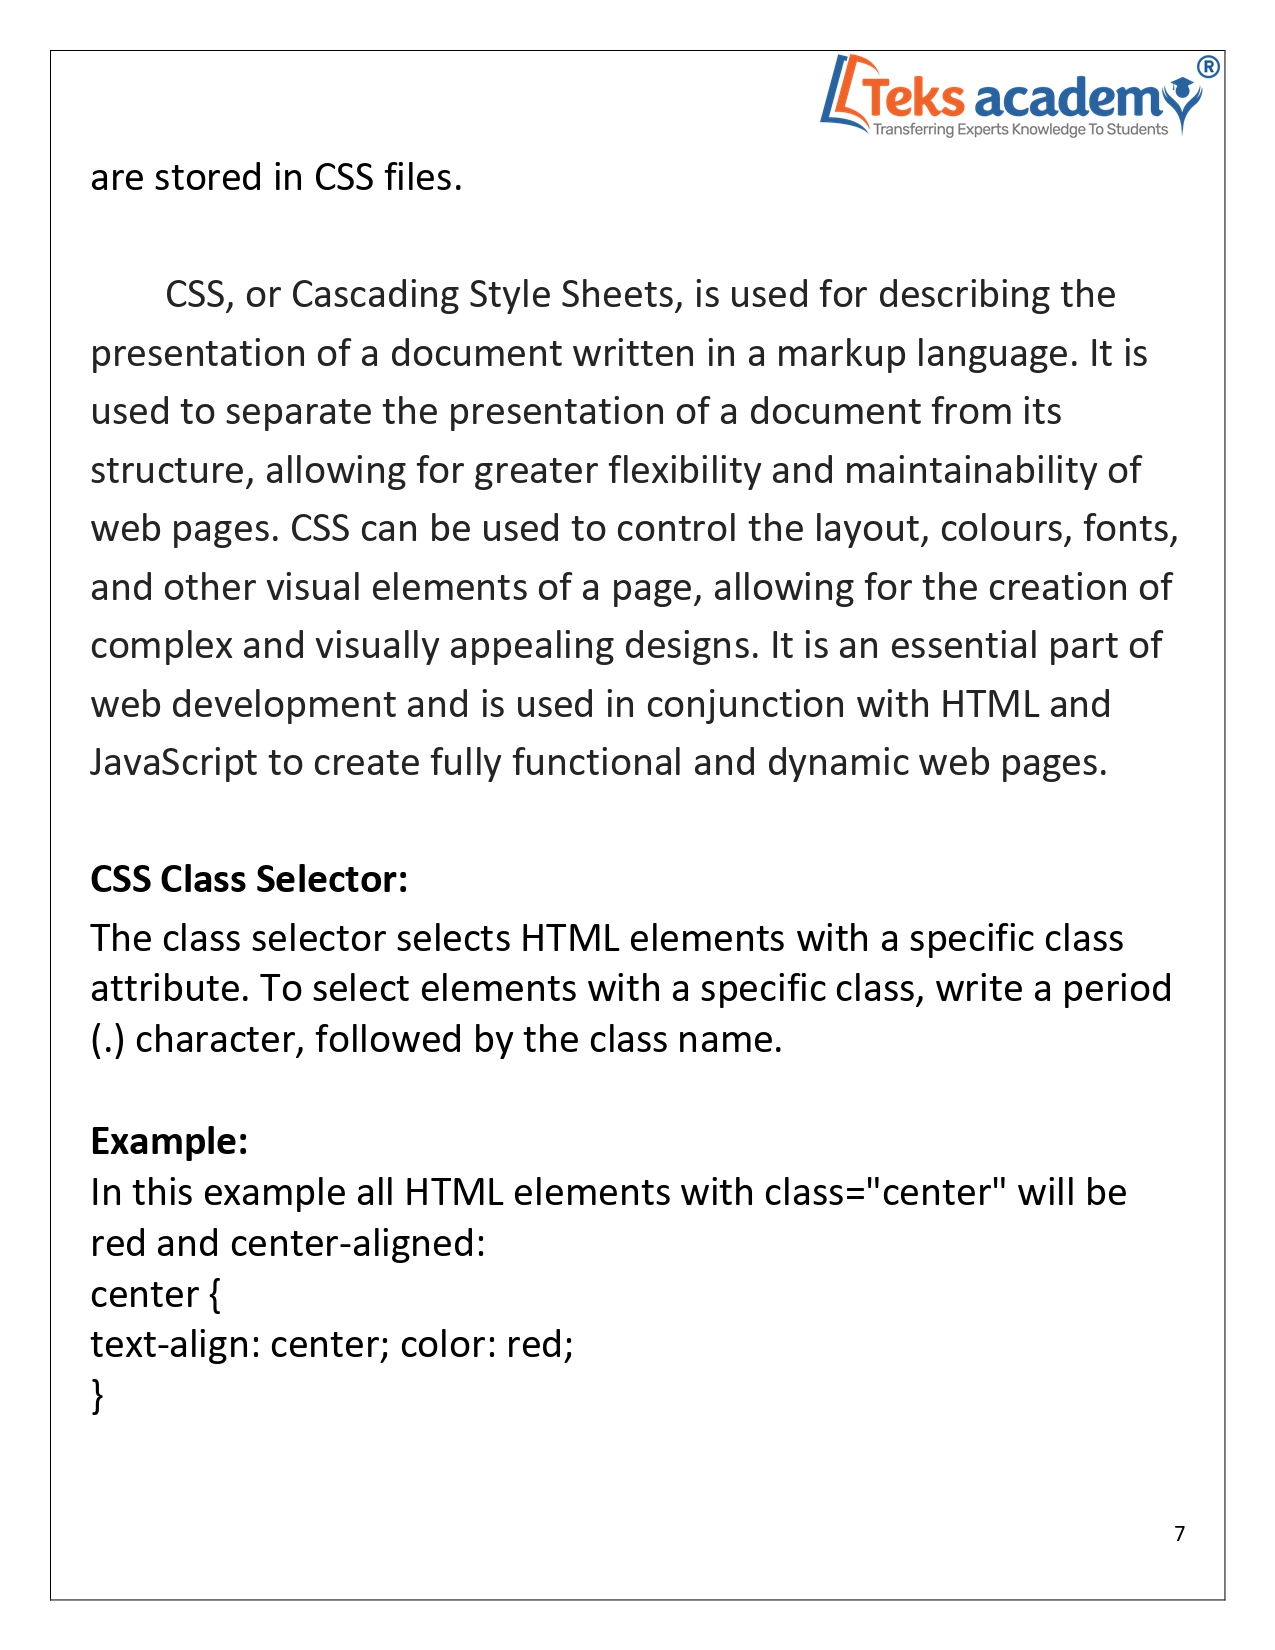 Teks academy®
Transferring Experts Knowledge To Students
are stored in CSS files.
CSS, or Cascading Style Sheets, is used for describing the
presentation of a document written in a markup language. It is
used to separate the presentation of a document from its
structure, allowing for greater flexibility and maintainability of
web pages. CSS can be used to control the layout, colours, fonts,
and other visual elements of a page, allowing for the creation of
complex and visually appealing designs. It is an essential part of
web development and is used in conjunction with HTML and
JavaScript to create fully functional and dynamic web pages.
CSS Class Selector:
The class selector selects HTML elements with a specific class
attribute. To select elements with a specific class, write a period
(.) character, followed by the class name.
Example:
In this example all HTML elements with class="center" will be
red and center-aligned:
center {
text-align: center; color: red;
}
7